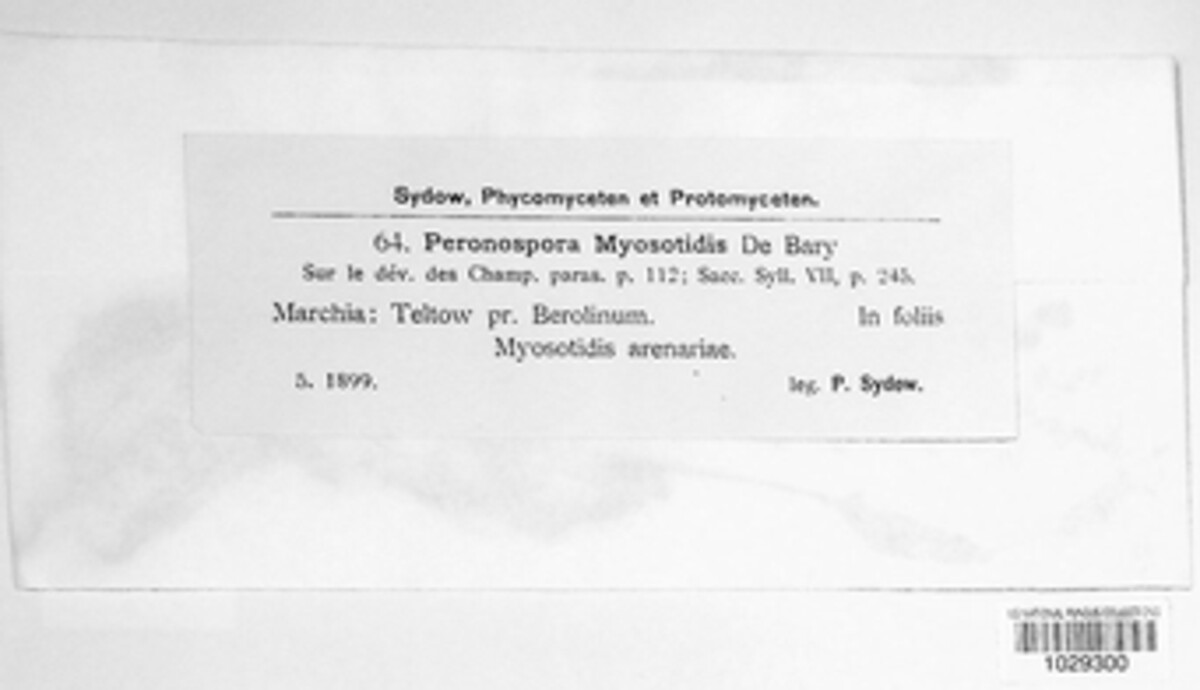 Sydow, Phycomyceten et Protomyceten.
64. Peronospora Myosotidis De Bary
Sur le dév. des Champ. paras. p. 112; Sacc. Syll. VII, p. 245.
Marchia: Teltow pr. Berolinum. In foliis
Myosotidis arenariae.
5. 1899. leg. P. Sydow.
1029300